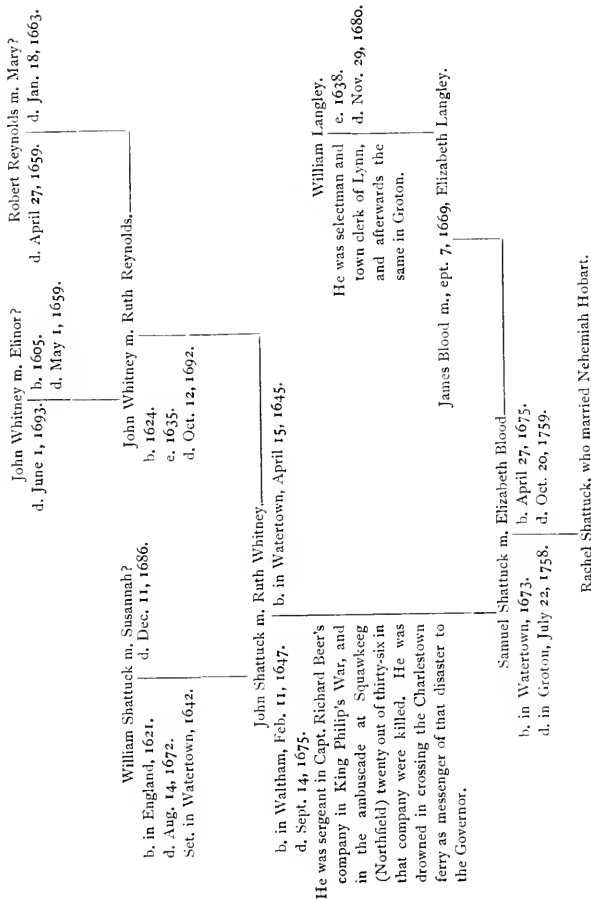 John Whitney m. Elinor?
d. June 1, 1693.
b. 1605.
d. May 1, 1659.
Robert Reynolds m. Mary?
d. April 27, 1659.
d. Jan. 18, 1663.
William Shattuck m. Susannah?
b. in England, 1621.
d. Aug. 14, 1672.
Set. in Watertown, 1642.
d. Dec. 11, 1686.
John Whitney m. Ruth Reynolds.
b. 1624.
e. 1635.
d. Oct. 12, 1692.
John Shattuck m. Ruth Whitney.
b. in Waltham, Feb. 11, 1647.
d. Sept. 14, 1675.
b. in Watertown, April 15, 1645.
He was sergeant in Capt. Richard Beer's
company in King Philip's War, and
in the ambuscade at Squawkeeg
(Northfield) twenty out of thirty-six in
that company were killed. He was
drowned in crossing the Charlestown
ferry as messenger of that disaster to
the Governor.
William Langley.
He was selectman and
town clerk of Lynn,
and afterwards the
same in Groton.
e. 1638.
d. Nov. 29, 1680.
James Blood m., ept. 7, 1669, Elizabeth Langley.
Samuel Shattuck m. Elizabeth Blood
b. in Watertown, 1673.
d. in Groton, July 22, 1758.
b. April 27, 1675.
d. Oct. 20, 1759.
Rachel Shattuck, who married Nehemiah Hobart.